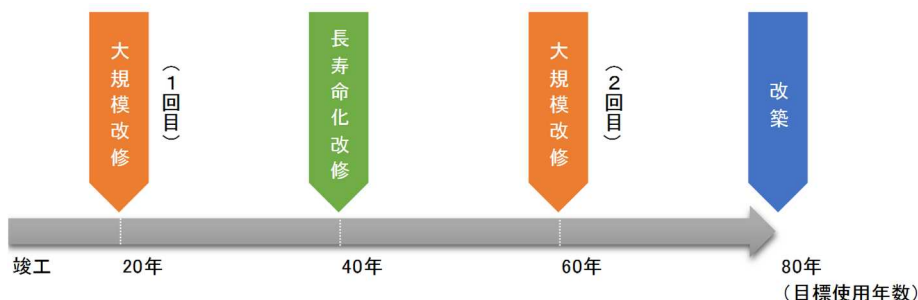 大規模改修
（1回目）
長寿命化改修
大規模改修
（2回目）
改築
竣工
20年
40年
60年
80年
（目標使用年数）